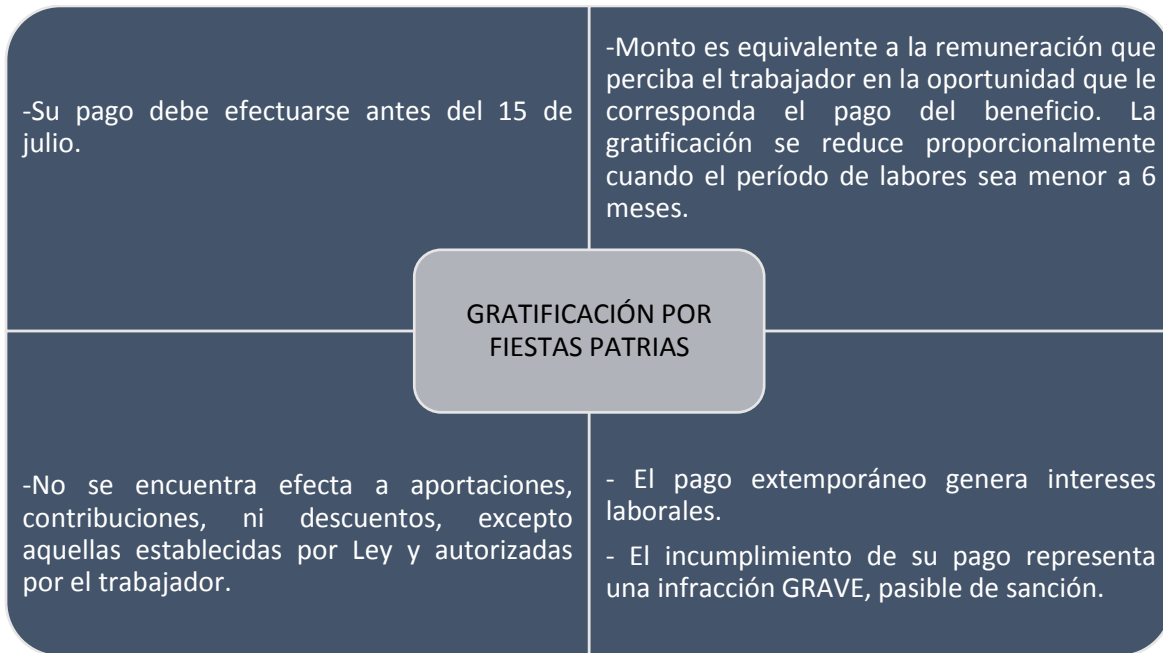 -Su pago debe efectuarse antes del 15 de
julio.
-Monto es equivalente a la remuneración que
perciba el trabajador en la oportunidad que le
corresponda el pago del beneficio. La
gratificación se reduce proporcionalmente
cuando el período de labores sea menor a 6
meses.
GRATIFICACIÓN POR
FIESTAS PATRIAS
-No se encuentra efecta a aportaciones,
contribuciones, ni descuentos, excepto
aquellas establecidas por Ley y autorizadas
por el trabajador.
- El pago extemporáneo genera intereses
laborales.
- El incumplimiento de su pago representa
una infracción GRAVE, pasible de sanción.